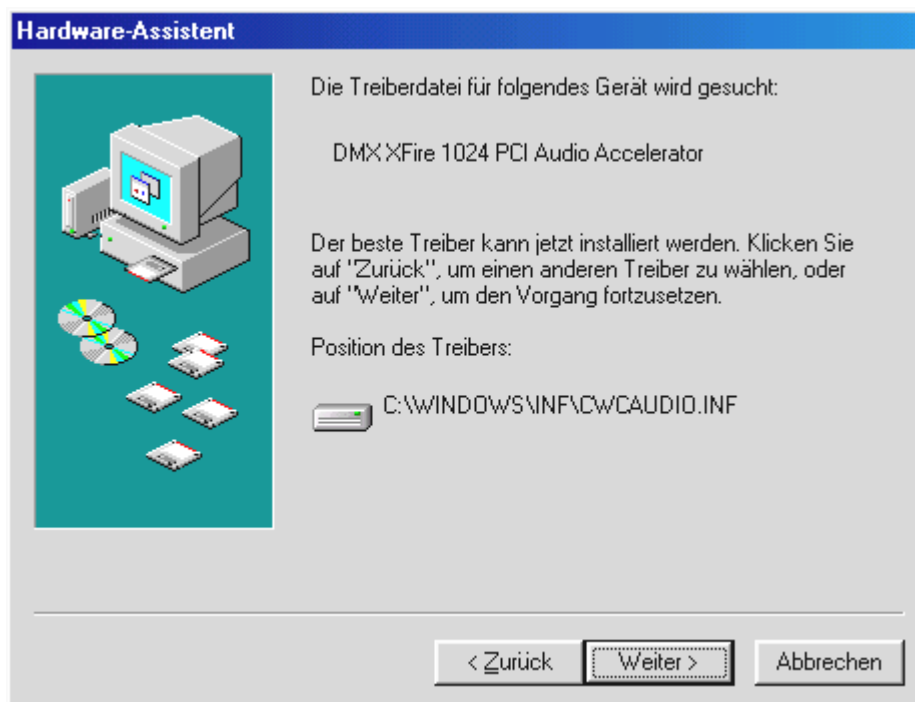 Hardware-Assistent
Die Treiberdatei für folgendes Gerät wird gesucht:
DMX XFire 1024 PCI Audio Accelerator
Der beste Treiber kann jetzt installiert werden. Klicken Sie
auf "Zurück", um einen anderen Treiber zu wählen, oder
auf "Weiter", um den Vorgang fortzusetzen.
Position des Treibers:
C:\WINDOWS\INF\CWCAUDIO.INF
< Zurück Weiter > Abbrechen